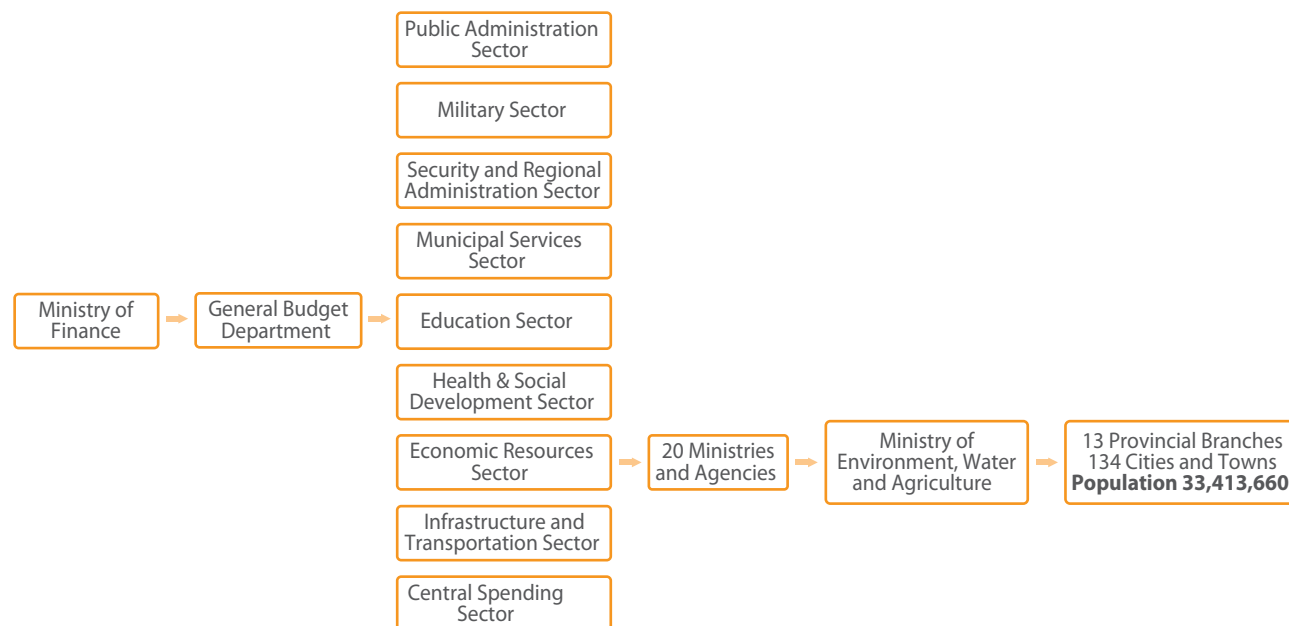 Public Administration
Sector
Military Sector
Security and Regional
Administration Sector
Municipal Services
Sector
Ministry of
Finance
General Budget
Department
Education Sector
Health & Social
Development Sector
Economic Resources
Sector
20 Ministries
and Agencies
Ministry of
Environment, Water
and Agriculture
13 Provincial Branches
134 Cities and Towns
Population 33,413,660
Infrastructure and
Transportation Sector
Central Spending
Sector